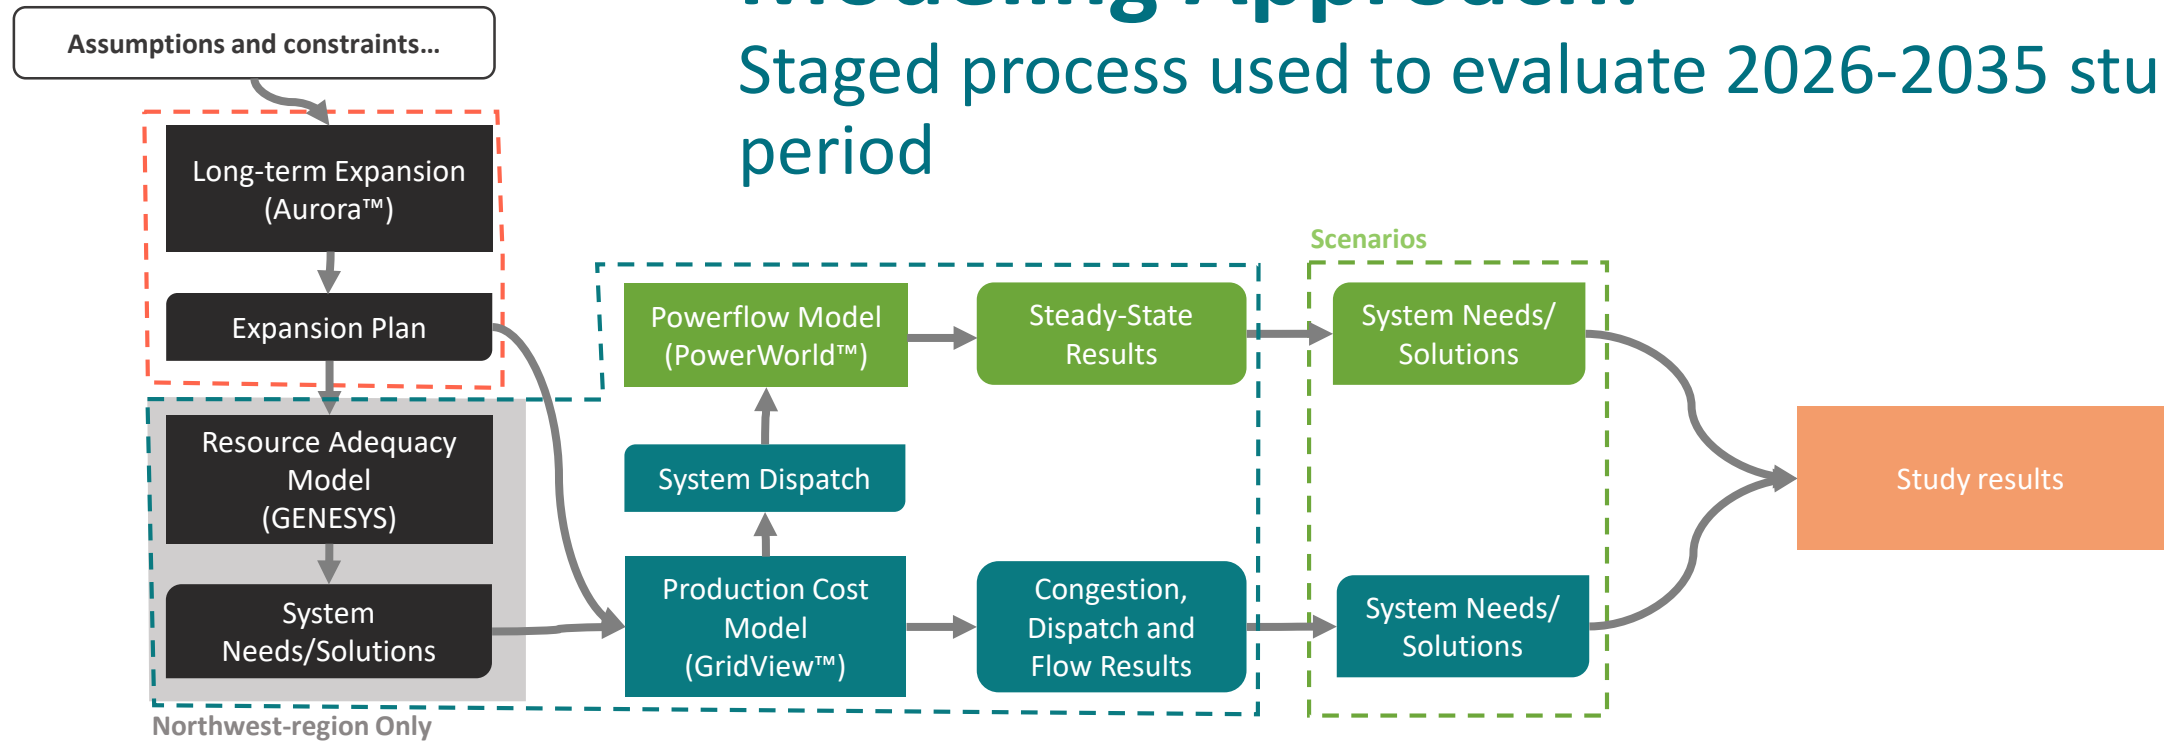 Modeling Approach:
Staged process used to evaluate 2026-2035 stu
period
Assumptions and constraints…
Long-term Expansion
(Aurora™)
Expansion Plan
Resource Adequacy
Model
(GENESYS)
System
Needs/Solutions
Northwest-region Only
Powerflow Model
(PowerWorld™)
Steady-State
Results
System Dispatch
Production Cost
Model
(GridView™)
Congestion,
Dispatch and
Flow Results
Scenarios
System Needs/
Solutions
System Needs/
Solutions
Study results